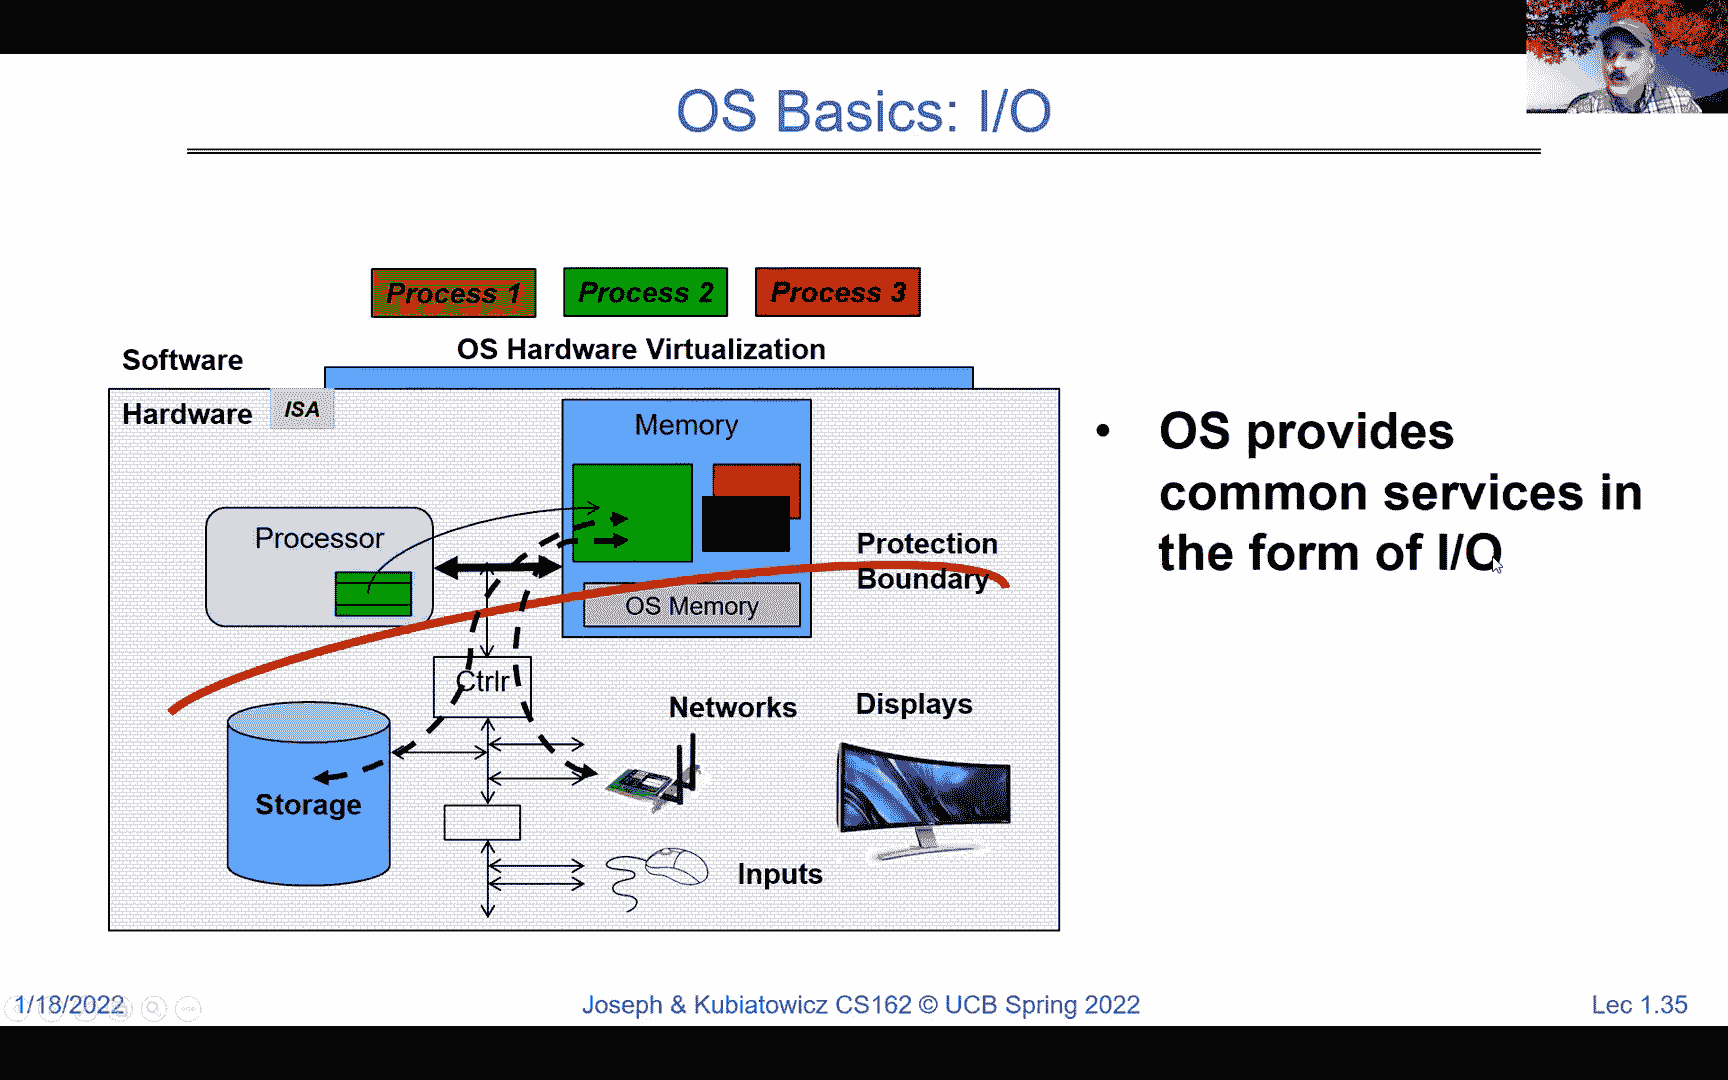 OS Basics: I/O
Process 1
Process 2
Process 3
Software
OS Hardware Virtualization
Hardware
ISA
Memory
Processor
Protection
Boundary
OS Memory
Ctrlr
Networks
Displays
Storage
Inputs
• OS provides
common services in
the form of I/O
1/18/2022
Joseph & Kubiatowicz CS162 © UCB Spring 2022
Lec 1.35